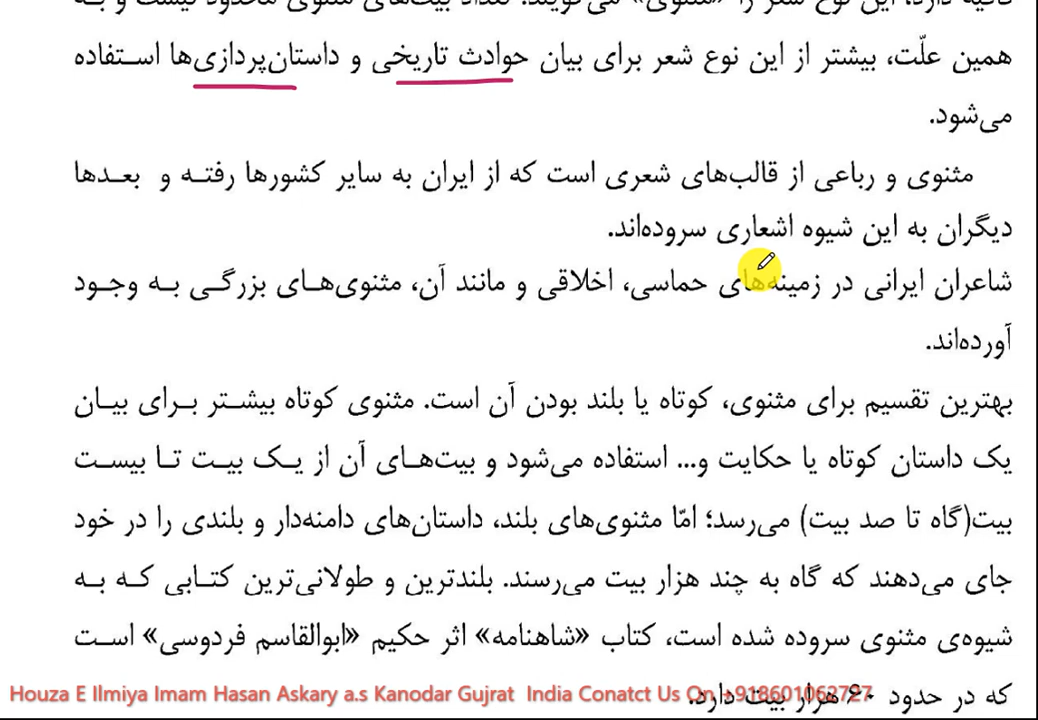 قافیه دارد، این نوع شعر را «مثنوی» می‌گویند. تعداد بیت‌های مثنوی محدود نیست و به
همین علّت، بیشتر از این نوع شعر برای بیان حوادث تاریخی و داستان‌پردازی‌ها استفاده
می‌شود.
مثنوی و رباعی از قالب‌های شعری است که از ایران به سایر کشورها رفته و بعدها
دیگران به این شیوه اشعاری سروده‌اند.
شاعران ایرانی در زمینه‌های حماسی، اخلاقی و مانند آن، مثنوی‌های بزرگی به وجود
آورده‌اند.
بهترین تقسیم برای مثنوی، کوتاه یا بلند بودن آن است. مثنوی کوتاه بیشتر برای بیان
یک داستان کوتاه یا حکایت و... استفاده می‌شود و بیت‌های آن از یک بیت تا بیست
بیت(گاه تا صد بیت) می‌رسد؛ امّا مثنوی‌های بلند، داستان‌های دامنه‌دار و بلندی را در خود
جای می‌دهند که گاه به چند هزار بیت می‌رسند. بلندترین و طولانی‌ترین کتابی که به
شیوه‌ی مثنوی سروده شده است، کتاب «شاهنامه» اثر حکیم «ابوالقاسم فردوسی» است
که در حدود ۶۰ هزار بیت دارد.
Houza E Ilmiya Imam Hasan Askary a.s Kanodar Gujrat India Conatct Us On +918601062727